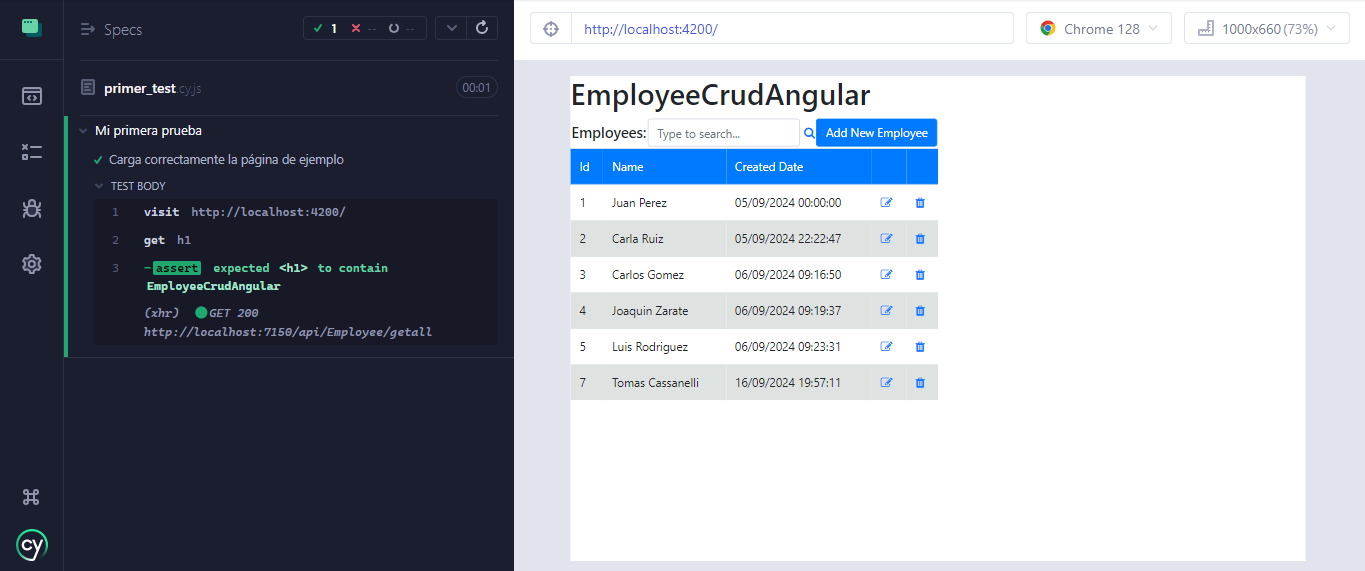 Specs
1 -- --
primer_test.cy.js 00:01
Mi primera prueba
Carga correctamente la página de ejemplo
TEST BODY
1 visit http://localhost:4200/
2 get h1
3 -assert expected <h1> to contain
EmployeeCrudAngular
(xhr) GET 200
http://localhost:7150/api/Employee/getall
cy
http://localhost:4200/
Chrome 128
1000x660 (73%)
EmployeeCrudAngular
Employees: Type to search... Add New Employee
Id Name Created Date
1 Juan Perez 05/09/2024 00:00:00
2 Carla Ruiz 05/09/2024 22:22:47
3 Carlos Gomez 06/09/2024 09:16:50
4 Joaquin Zarate 06/09/2024 09:19:37
5 Luis Rodriguez 06/09/2024 09:23:31
7 Tomas Cassanelli 16/09/2024 19:57:11